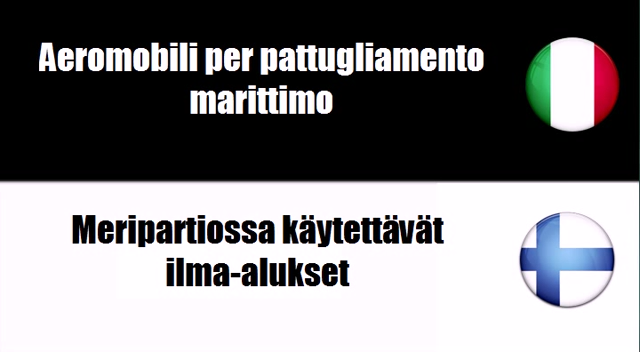 Aeromobili per pattugliamento
marittimo
Meripartiossa käytettävät
ilma-alukset